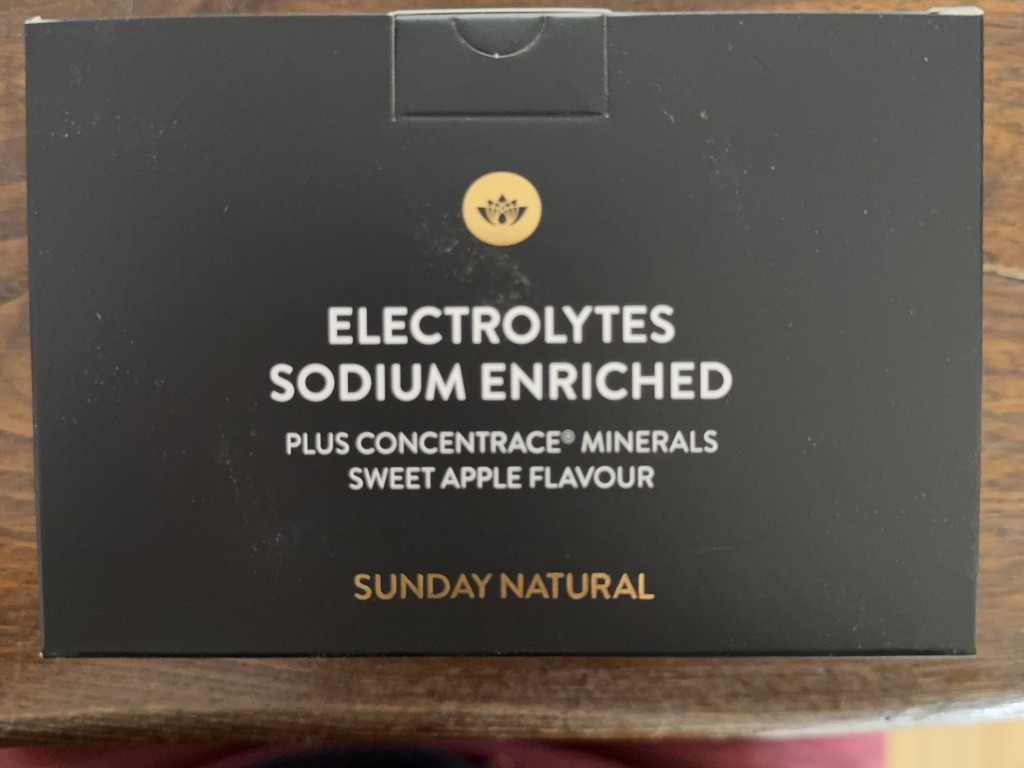 ELECTROLYTES
SODIUM ENRICHED
PLUS CONCENTRACE® MINERALS
SWEET APPLE FLAVOUR
SUNDAY NATURAL